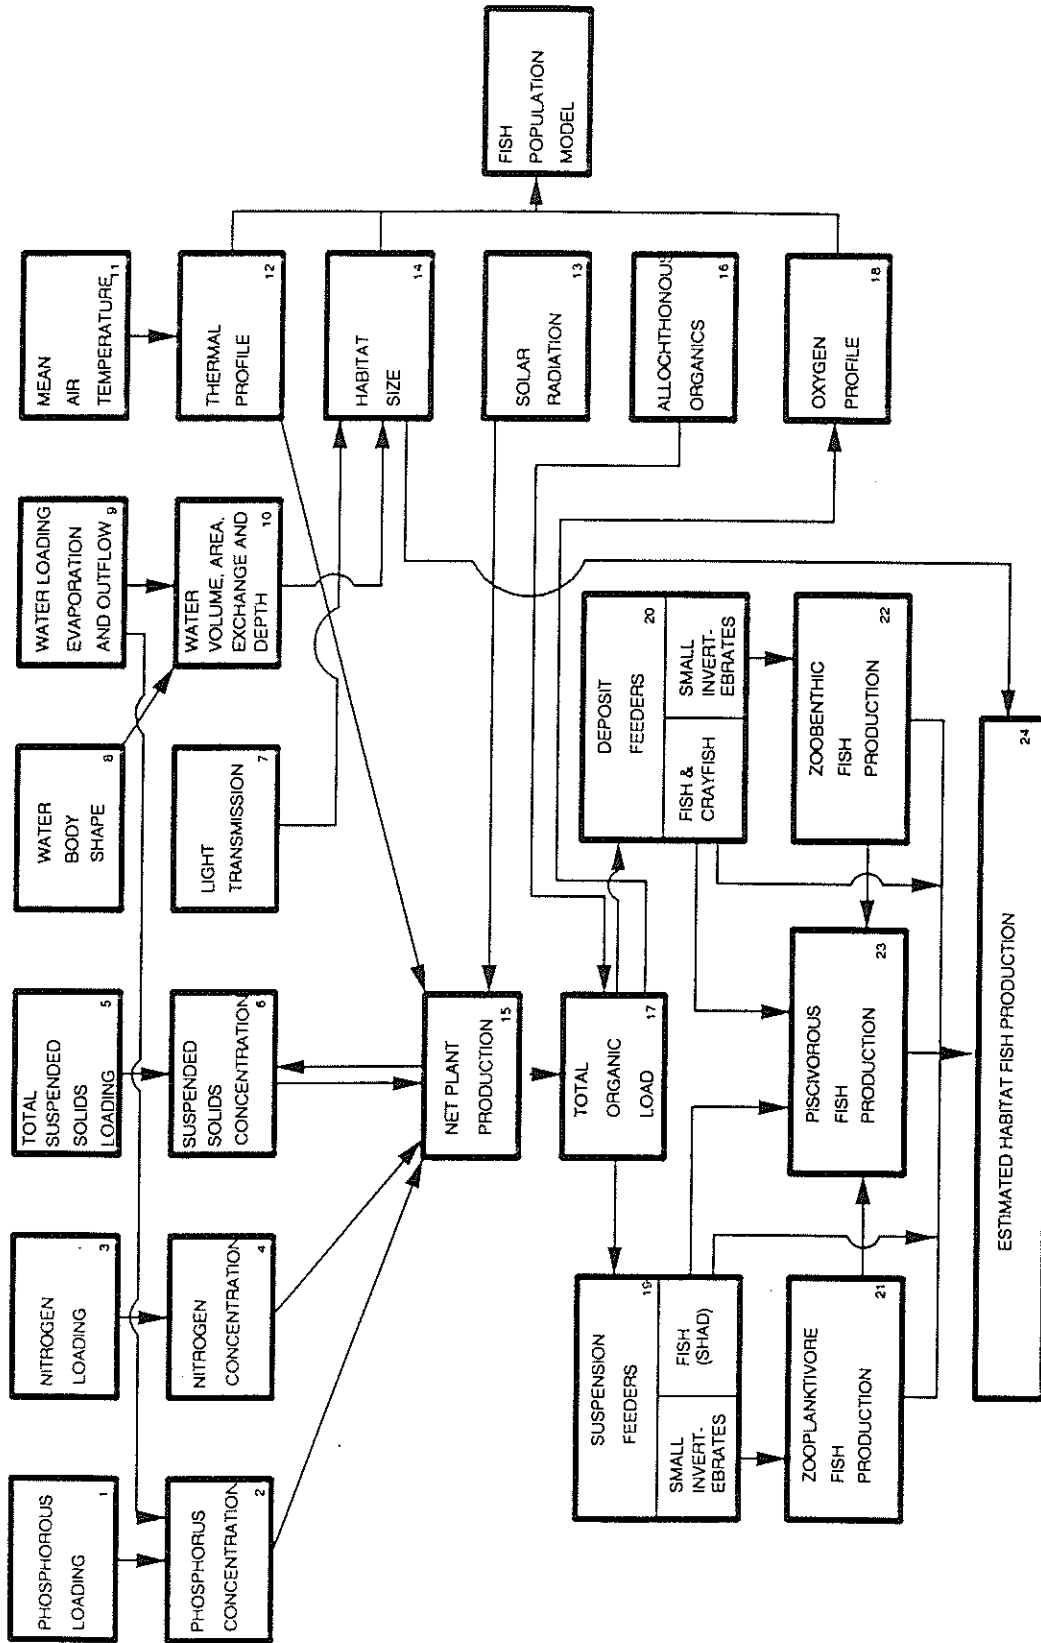 PHOSPHOROUS
LOADING
1
NITROGEN
LOADING
3
TOTAL
SUSPENDED
SOLIDS
LOADING
5
WATER
BODY
SHAPE
8
WATER LOADING
EVAPORATION
AND OUTFLOW
9
MEAN
AIR
TEMPERATURE
11
PHOSPHORUS
CONCENTRATION
2
NITROGEN
CONCENTRATION
4
SUSPENDED
SOLIDS
CONCENTRATION
6
LIGHT
TRANSMISSION
7
WATER
VOLUME, AREA,
EXCHANGE AND
DEPTH
10
THERMAL
PROFILE
12
HABITAT
SIZE
14
NET PLANT
PRODUCTION
15
SOLAR
RADIATION
13
FISH
POPULATION
MODEL
TOTAL
ORGANIC
LOAD
17
ALLOCHTHONOUS
ORGANICS
16
SUSPENSION
FEEDERS
19
SMALL
INVERT-
EBRATES
FISH
(SHAD)
DEPOSIT
FEEDERS
20
FISH &
CRAYFISH
SMALL
INVERT-
EBRATES
OXYGEN
PROFILE
18
ZOOPLANKTIVORE
FISH
PRODUCTION
21
PISCIVOROUS
FISH
PRODUCTION
23
ZOOBENTHIC
FISH
PRODUCTION
22
ESTIMATED HABITAT FISH PRODUCTION
24